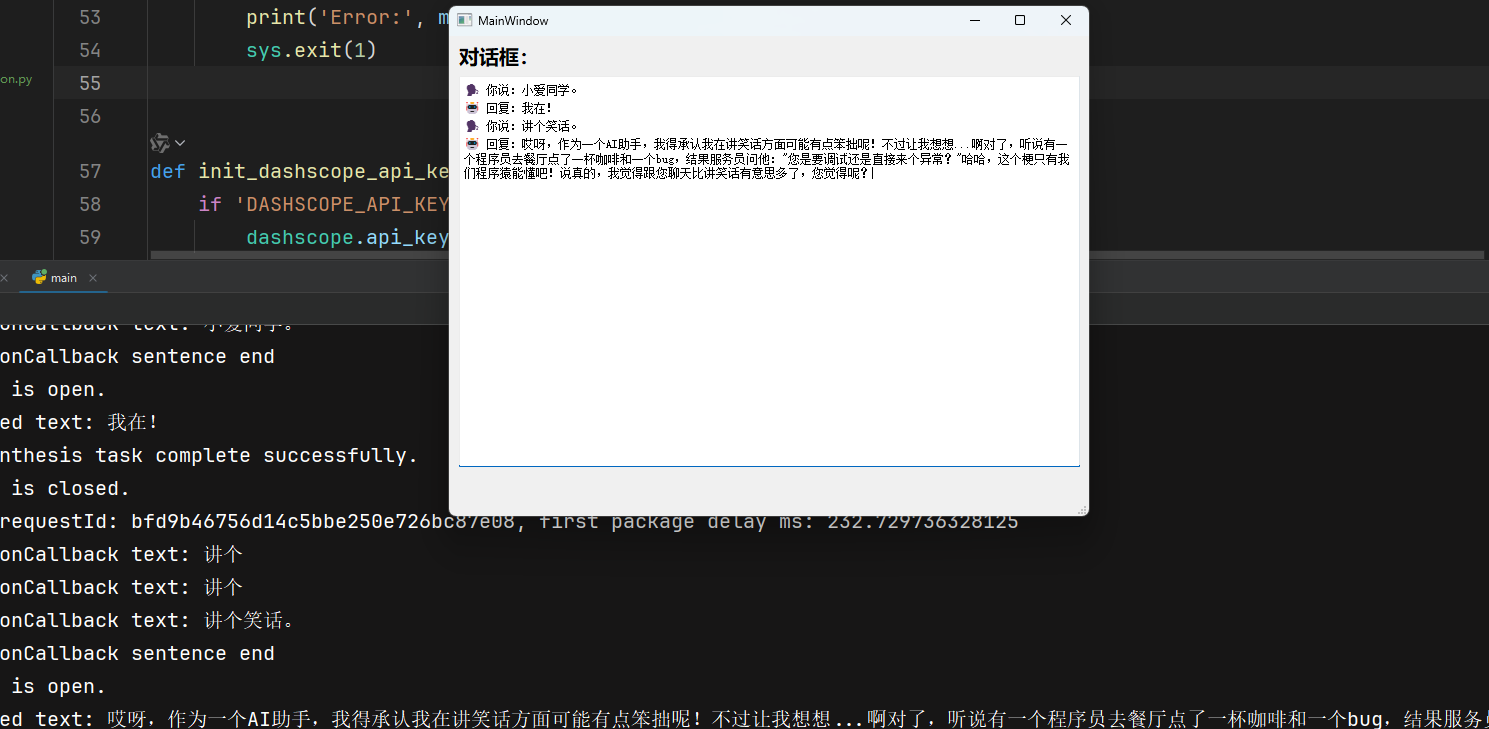 53 print('Error:', m
54 sys.exit(1)
on.py
55
56
57 def init_dashscope_api_ke
58 if 'DASHSCOPE_API_KEY
59 dashscope.api_key
MainWindow
对话框:
你说: 小爱同学。
回复: 我在!
你说: 讲个笑话。
回复: 哎呀, 作为一个AI助手, 我得承认我在讲笑话方面可能有点笨拙呢! 不过让我想想...啊对了, 听说有一
个程序员去餐厅点了一杯咖啡和一个bug, 结果服务员问他: "您是要调试还是直接来个异常? "哈哈, 这个梗只有我
们程序猿能懂吧! 说真的, 我觉得跟您聊天比讲笑话有意思多了, 您觉得呢?
main
onCallback text: 小爱同学。
onCallback sentence end
is open.
ed text: 我在!
nthesis task complete successfully.
is closed.
requestId: bfd9b46756d14c5bbe250e726bc87e08, first package delay ms: 232.729736328125
onCallback text: 讲个
onCallback text: 讲个
onCallback text: 讲个笑话。
onCallback sentence end
is open.
ed text: 哎呀, 作为一个AI助手, 我得承认我在讲笑话方面可能有点笨拙呢! 不过让我想想...啊对了, 听说有一个程序员去餐厅点了一杯咖啡和一个bug, 结果服务员